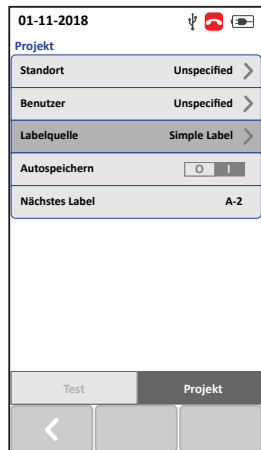 01-11-2018
Projekt
Standort Unspecified
Benutzer Unspecified
Labelquelle Simple Label
Autospeichern O I
Nächstes Label A-2
Test Projekt